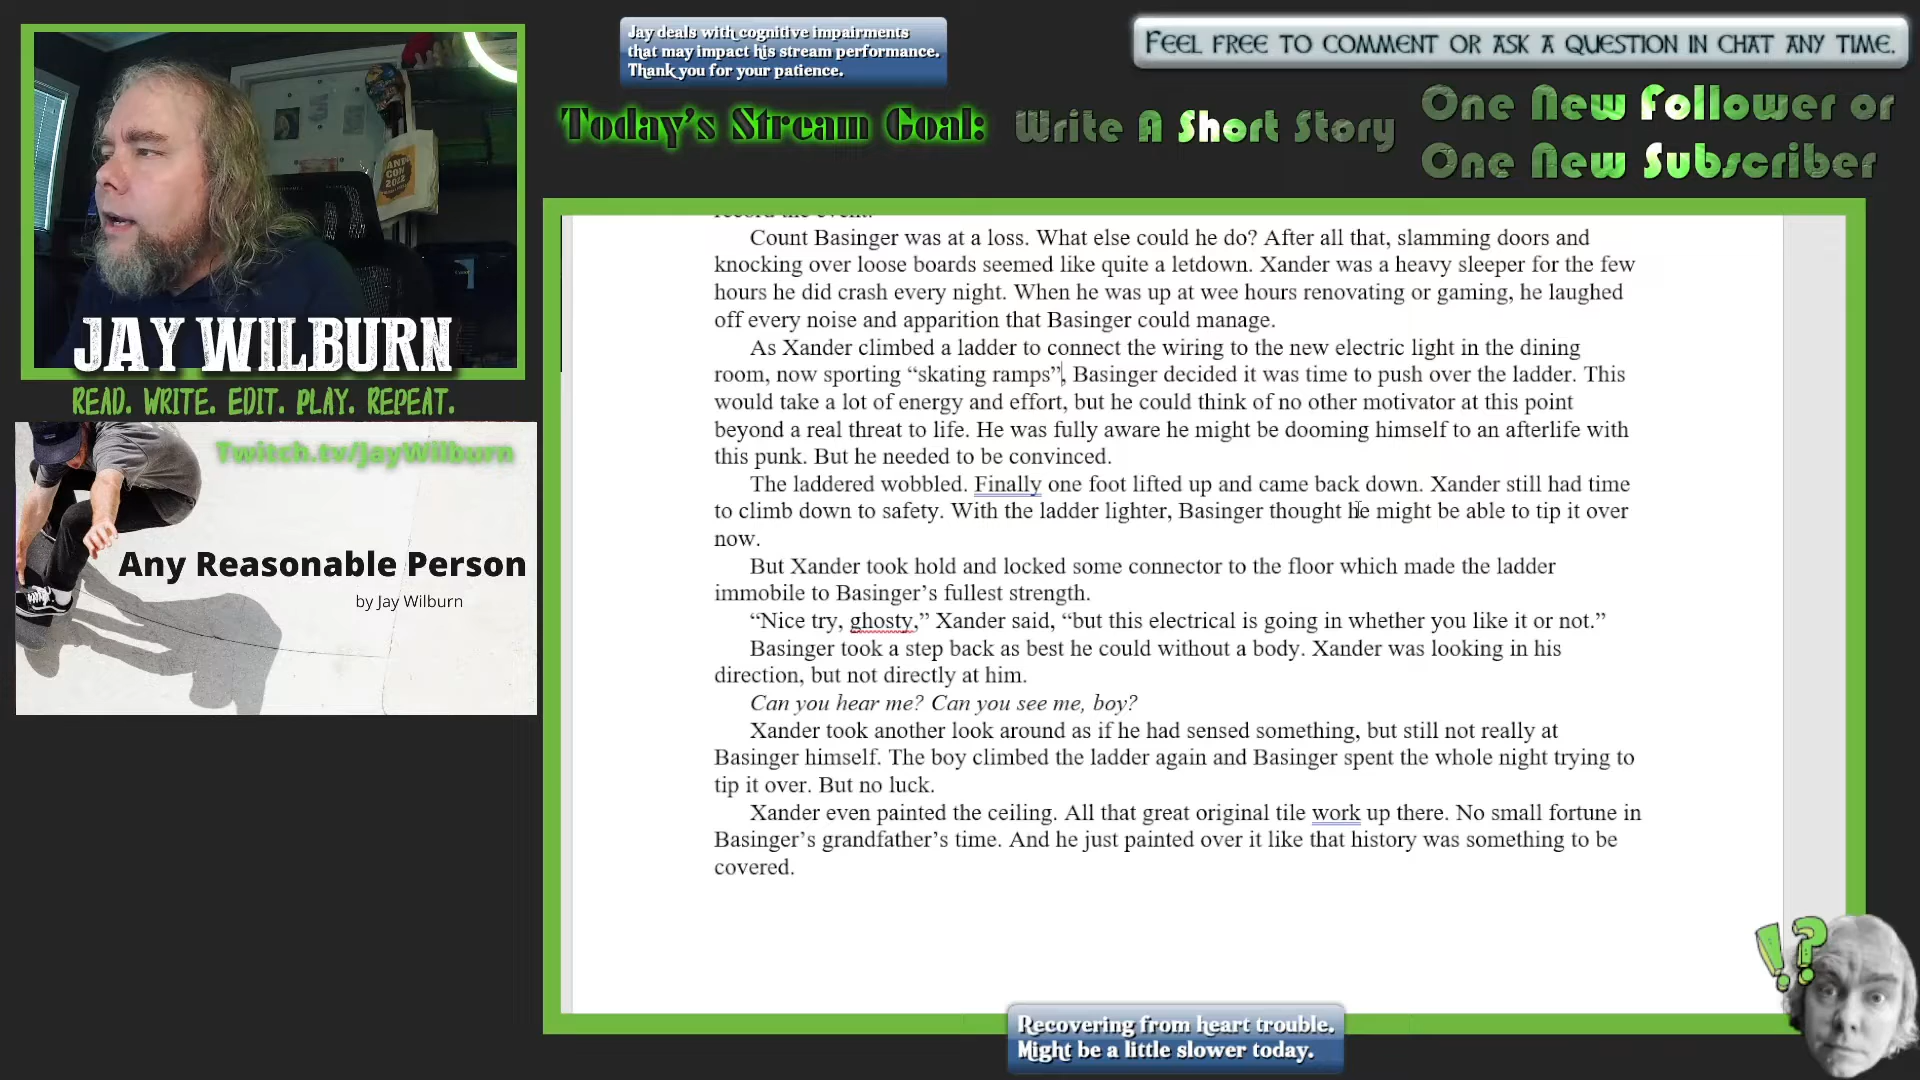 Jay deals with cognitive impairments
that may impact his stream performance.
Thank you for your patience.
FEEL FREE TO COMMENT OR ASK A QUESTION IN CHAT ANY TIME.
Today's Stream Goal:
Write A Short Story
One New Follower or
One New Subscriber
AND
CON
2022
JAY WILBURN
READ. WRITE. EDIT. PLAY. REPEAT.
Twitch.tv/JayWilburn
Any Reasonable Person
by Jay Wilburn
record the event.
Count Basinger was at a loss. What else could he do? After all that, slamming doors and
knocking over loose boards seemed like quite a letdown. Xander was a heavy sleeper for the few
hours he did crash every night. When he was up at wee hours renovating or gaming, he laughed
off every noise and apparition that Basinger could manage.
As Xander climbed a ladder to connect the wiring to the new electric light in the dining
room, now sporting “skating ramps”, Basinger decided it was time to push over the ladder. This
would take a lot of energy and effort, but he could think of no other motivator at this point
beyond a real threat to life. He was fully aware he might be dooming himself to an afterlife with
this punk. But he needed to be convinced.
The laddered wobbled. Finally one foot lifted up and came back down. Xander still had time
to climb down to safety. With the ladder lighter, Basinger thought he might be able to tip it over
now.
But Xander took hold and locked some connector to the floor which made the ladder
immobile to Basinger’s fullest strength.
“Nice try, ghosty,” Xander said, “but this electrical is going in whether you like it or not.”
Basinger took a step back as best he could without a body. Xander was looking in his
direction, but not directly at him.
Can you hear me? Can you see me, boy?
Xander took another look around as if he had sensed something, but still not really at
Basinger himself. The boy climbed the ladder again and Basinger spent the whole night trying to
tip it over. But no luck.
Xander even painted the ceiling. All that great original tile work up there. No small fortune in
Basinger’s grandfather’s time. And he just painted over it like that history was something to be
covered.
!?
Recovering from heart trouble.
Might be a little slower today.